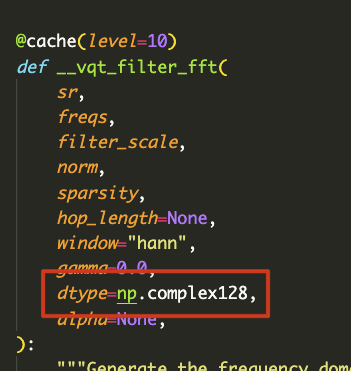 @cache(level=10)
def __vqt_filter_fft(
sr,
freqs,
filter_scale,
norm,
sparsity,
hop_length=None,
window="hann",
gamma=0.0,
dtype=np.complex128,
alpha=None,
):
"""Generate the frequency dom